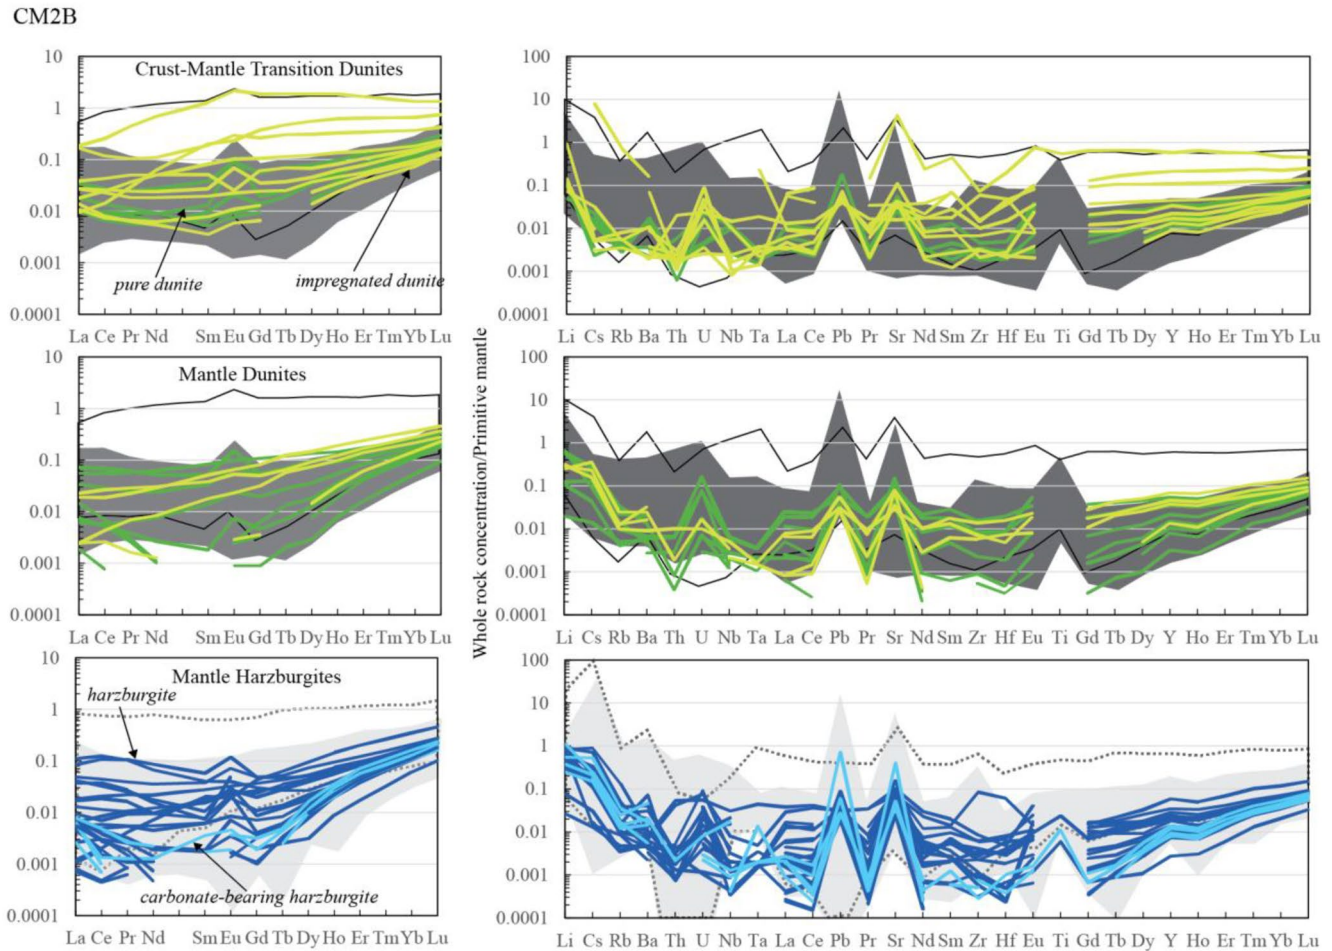 CM2B
Crust-Mantle Transition Dunites
10
1
0.1
0.01
0.001
0.0001
pure dunite
impregnated dunite
La Ce Pr Nd Sm Eu Gd Tb Dy Ho Er Tm Yb Lu
100
10
1
0.1
0.01
0.001
0.0001
Li Cs Rb Ba Th U Nb Ta La Ce Pb Pr Sr Nd Sm Zr Hf Eu Ti Gd Tb Dy Y Ho Er Tm Yb Lu
Mantle Dunites
10
1
0.1
0.01
0.001
0.0001
La Ce Pr Nd Sm Eu Gd Tb Dy Ho Er Tm Yb Lu
Whole rock concentration/Primitive mantle
100
10
1
0.1
0.01
0.001
0.0001
Li Cs Rb Ba Th U Nb Ta La Ce Pb Pr Sr Nd Sm Zr Hf Eu Ti Gd Tb Dy Y Ho Er Tm Yb Lu
Mantle Harzburgites
harzburgite
10
1
0.1
0.01
0.001
0.0001
carbonate-bearing harzburgite
La Ce Pr Nd Sm Eu Gd Tb Dy Ho Er Tm Yb Lu
100
10
1
0.1
0.01
0.001
0.0001
Li Cs Rb Ba Th U Nb Ta La Ce Pb Pr Sr Nd Sm Zr Hf Eu Ti Gd Tb Dy Y Ho Er Tm Yb Lu